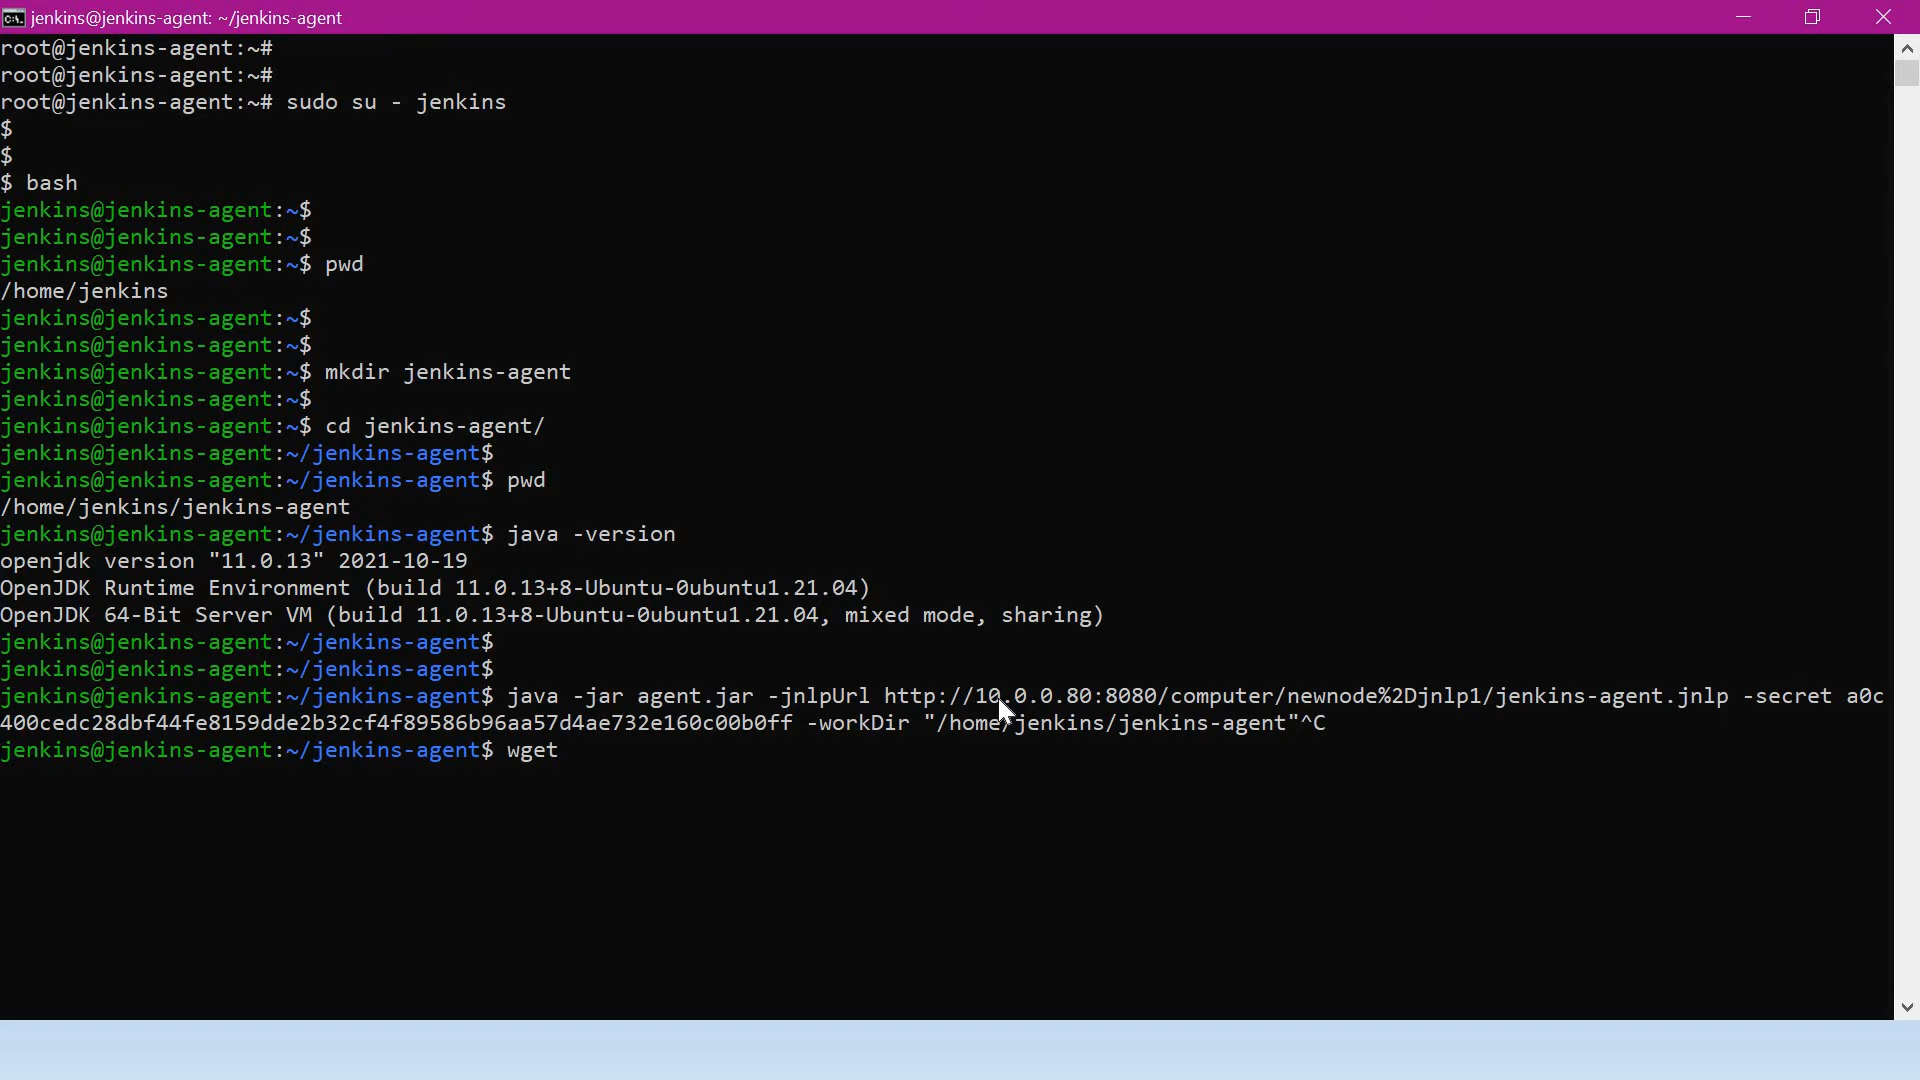 jenkins@jenkins-agent: ~/jenkins-agent
root@jenkins-agent:~#
root@jenkins-agent:~#
root@jenkins-agent:~# sudo su - jenkins
$
$
$ bash
jenkins@jenkins-agent:~$
jenkins@jenkins-agent:~$
jenkins@jenkins-agent:~$ pwd
/home/jenkins
jenkins@jenkins-agent:~$
jenkins@jenkins-agent:~$
jenkins@jenkins-agent:~$ mkdir jenkins-agent
jenkins@jenkins-agent:~$
jenkins@jenkins-agent:~$ cd jenkins-agent/
jenkins@jenkins-agent:~/jenkins-agent$
jenkins@jenkins-agent:~/jenkins-agent$ pwd
/home/jenkins/jenkins-agent
jenkins@jenkins-agent:~/jenkins-agent$ java -version
openjdk version "11.0.13" 2021-10-19
OpenJDK Runtime Environment (build 11.0.13+8-Ubuntu-0ubuntu1.21.04)
OpenJDK 64-Bit Server VM (build 11.0.13+8-Ubuntu-0ubuntu1.21.04, mixed mode, sharing)
jenkins@jenkins-agent:~/jenkins-agent$
jenkins@jenkins-agent:~/jenkins-agent$
jenkins@jenkins-agent:~/jenkins-agent$ java -jar agent.jar -jnlpUrl http://10.0.0.80:8080/computer/newnode%2Djnlp1/jenkins-agent.jnlp -secret a0c
400cedc28dbf44fe8159dde2b32cf4f89586b96aa57d4ae732e160c00b0ff -workDir "/home/jenkins/jenkins-agent"^C
jenkins@jenkins-agent:~/jenkins-agent$ wget